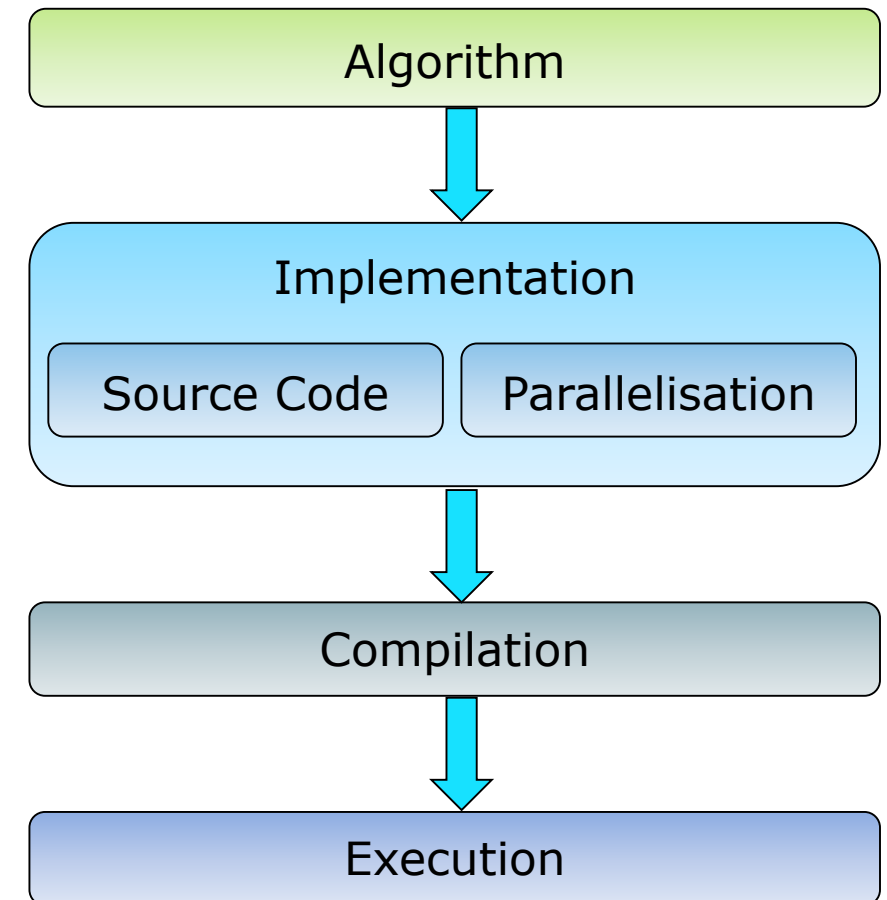 Algorithm
Implementation
Source Code
Parallelisation
Compilation
Execution